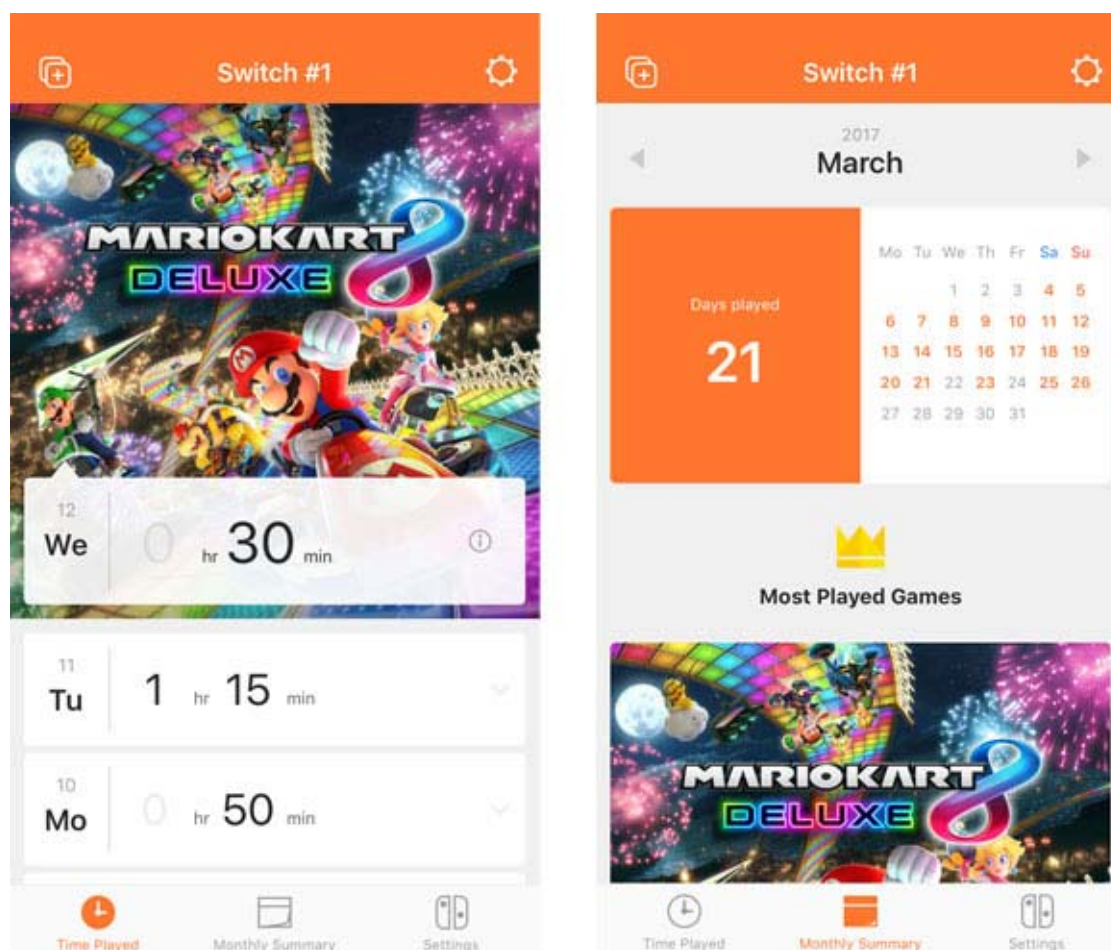 Switch #1
MARIOKART 8
DELUXE
12
We
0 hr 30 min
11
Tu
1 hr 15 min
10
Mo
0 hr 50 min
Time Played
Monthly Summary
Settings
Switch #1
2017
March
Days played
21
Mo Tu We Th Fr Sa Su
1 2 3 4 5
6 7 8 9 10 11 12
13 14 15 16 17 18 19
20 21 22 23 24 25 26
27 28 29 30 31
Most Played Games
MARIOKART 8
DELUXE
Time Played
Monthly Summary
Settings